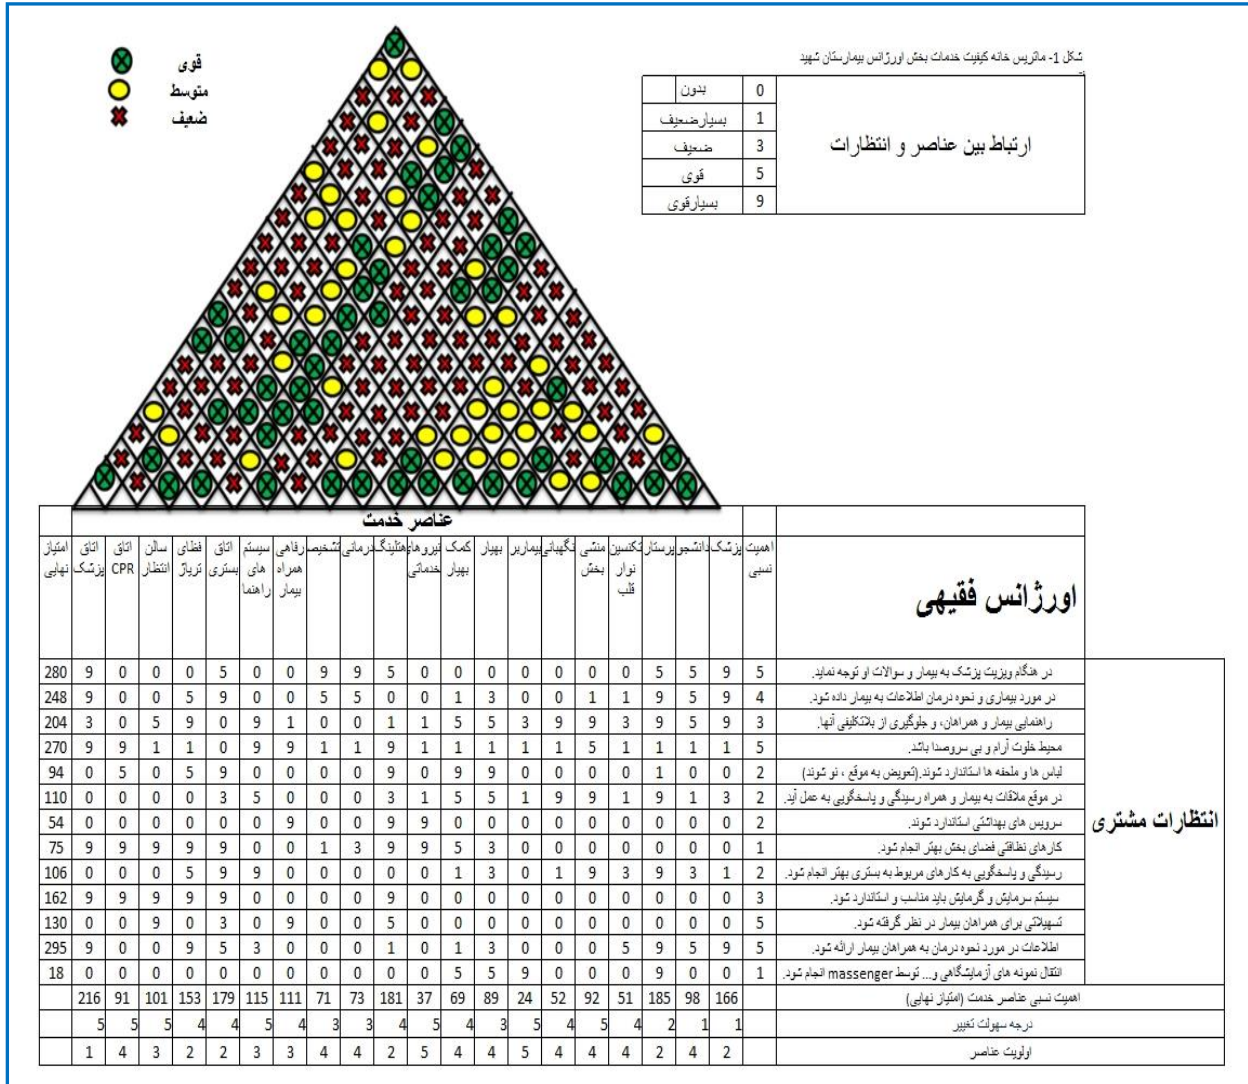 شکل 1- ماتریس خانه کیفیت خدمات بخش اورژانس بیمارستان شهید
قوی
متوسط
ضعیف
ارتباط بین عناصر و انتظارات
0 بدون
1 بسیارضعیف
3 ضعیف
5 قوی
9 بسیارقوی
عناصر خدمت
اورژانس فقیهی
اهمیت نسبی
پزشک
دانشجو
پرستار
تکنسین نوار قلب
منشی بخش
نگهبانی
بیماربر
بهیار
کمک بهیار
نیروهای خدماتی
هتلینگ
درمانی
تشخیصی
رفاهی همراه بیمار
سیستم های راهنما
اتاق بستری
فظای تریاژ
سالن انتظار
اتاق CPR
اتاق پزشک
امتیاز نهایی
انتظارات مشتری
در هنگام ویزیت پزشک به بیمار و سوالات او توجه نماید. 5 9 5 5 0 0 0 0 0 0 0 5 9 9 0 0 5 0 0 0 9 280
در مورد بیماری و نحوه درمان اطلاعات به بیمار داده شود. 4 9 5 9 1 1 0 0 3 1 0 0 5 5 0 0 9 5 0 0 9 248
راهنمایی بیمار و همراهان، و جلوگیری از بلاتکلیفی آنها. 3 9 5 9 3 9 9 3 5 5 1 1 0 0 1 9 0 9 5 0 3 204
محیط خلوت آرام و بی سروصدا باشد. 5 1 1 1 1 5 1 1 1 1 1 9 1 1 9 9 0 1 1 9 9 270
لباس ها و ملحفه ها استاندارد شوند.(تعویض به موقع ، نو شوند) 2 0 0 1 0 0 0 0 9 9 0 9 0 0 0 0 9 5 0 5 0 94
در موقع ملاقات به بیمار و همراه رسیدگی و پاسخگویی به عمل آید. 2 3 1 9 1 9 9 1 5 5 1 3 0 0 0 5 3 0 0 0 0 110
سرویس های بهداشتی استاندارد شوند. 2 0 0 0 0 0 0 0 0 0 9 9 0 0 9 0 0 0 0 0 0 54
کارهای نظافتی فضای بخش بهتر انجام شود. 1 0 0 0 0 0 0 0 3 5 9 9 3 1 0 0 9 9 9 9 9 75
رسیدگی و پاسخگویی به کارهای مربوط به بستری بهتر انجام شود. 2 1 3 9 3 9 1 0 3 1 0 0 0 0 0 9 9 5 0 0 0 106
سیستم سرمایش و گرمایش باید مناسب و استاندارد شود. 3 0 0 0 0 0 0 0 0 0 0 9 0 0 0 0 9 9 9 9 9 162
تسهیلاتی برای همراهان بیمار در نظر گرفته شود. 5 0 0 0 0 0 0 0 0 0 0 5 0 0 9 0 3 0 9 0 0 130
اطلاعات در مورد نحوه درمان به همراهان بیمار ارائه شود. 5 9 5 9 5 0 0 0 3 1 0 1 0 0 0 3 5 9 0 0 9 295
انتقال نمونه های آزمایشگاهی و... توسط massenger انجام شود. 1 0 0 9 0 0 0 9 5 5 0 0 0 0 0 0 0 0 0 0 0 18
اهمیت نسبی عناصر خدمت (امتیاز نهایی) 166 98 185 51 92 52 24 89 69 37 181 73 71 111 115 179 153 101 91 216
درجه سهولت تغییر 1 1 2 4 5 4 5 3 4 5 4 3 3 4 5 4 4 5 5 5
اولویت عناصر 2 4 2 4 4 4 5 4 4 5 2 4 4 3 3 2 2 3 4 1